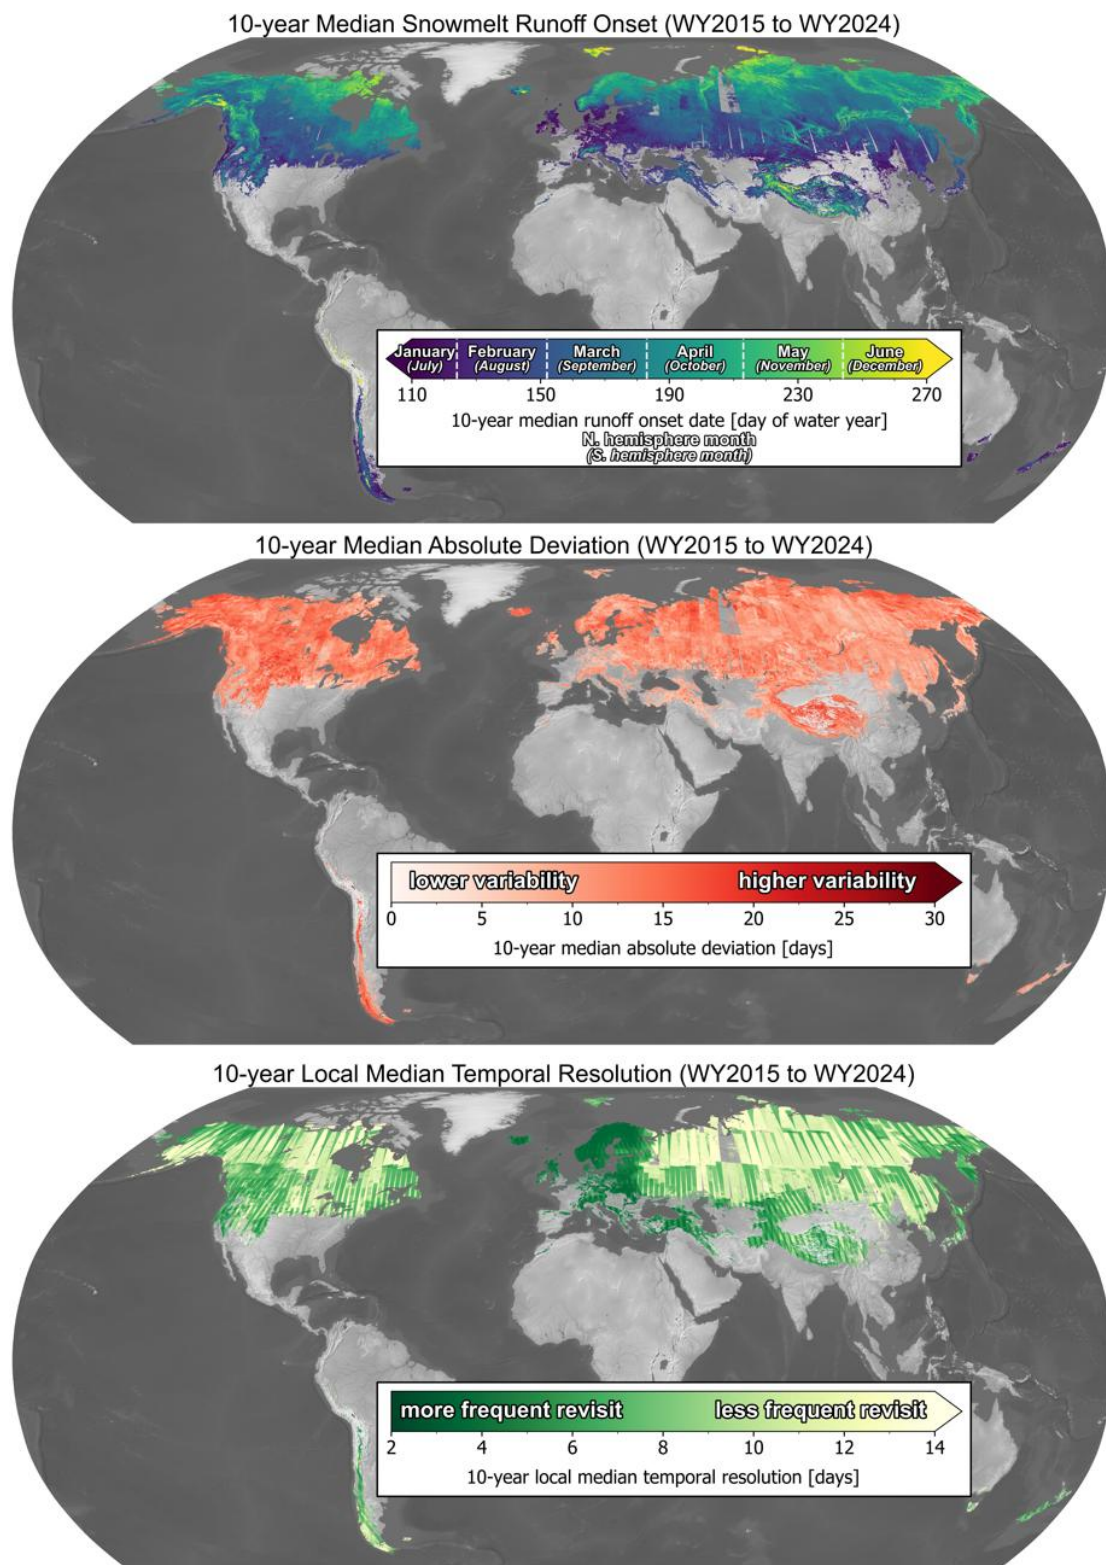 10-year Median Snowmelt Runoff Onset (WY2015 to WY2024)
January February March April May June
(July) (August) (September) (October) (November) (December)
110 150 190 230 270
10-year median runoff onset date [day of water year]
N. hemisphere month
(S. hemisphere month)
10-year Median Absolute Deviation (WY2015 to WY2024)
lower variability higher variability
0 5 10 15 20 25 30
10-year median absolute deviation [days]
10-year Local Median Temporal Resolution (WY2015 to WY2024)
more frequent revisit less frequent revisit
2 4 6 8 10 12 14
10-year local median temporal resolution [days]